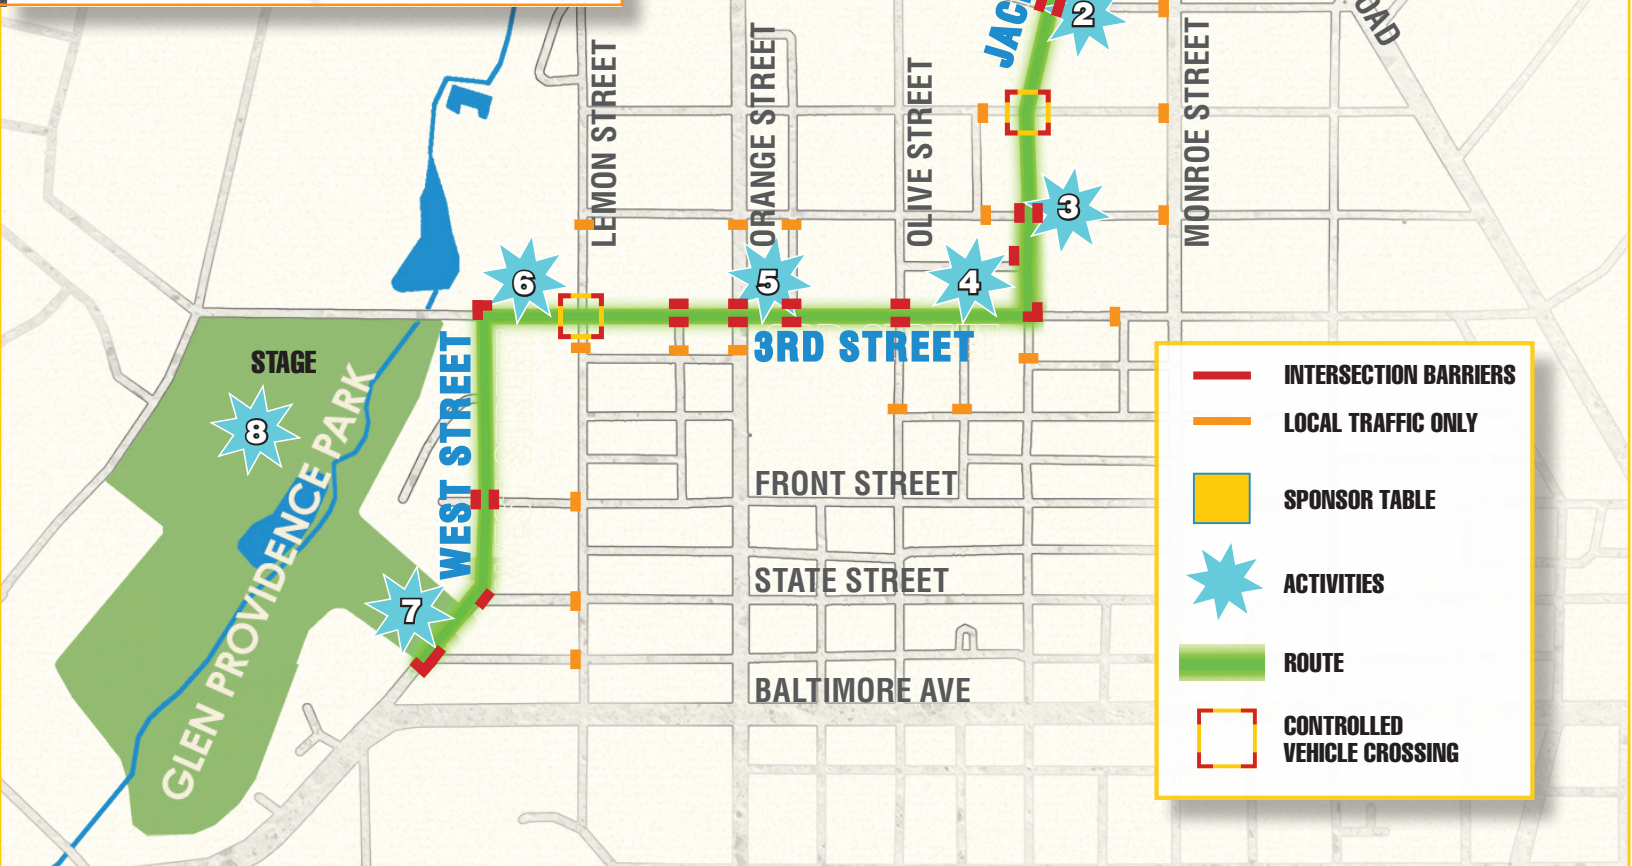 JAC
2
OAD
LEMON STREET
ORANGE STREET
OLIVE STREET
MONROE STREET
3
6
5
4
3RD STREET
STAGE
8
GLEN PROVIDENCE PARK
WEST STREET
7
FRONT STREET
STATE STREET
BALTIMORE AVE
INTERSECTION BARRIERS
LOCAL TRAFFIC ONLY
SPONSOR TABLE
ACTIVITIES
ROUTE
CONTROLLED
VEHICLE CROSSING